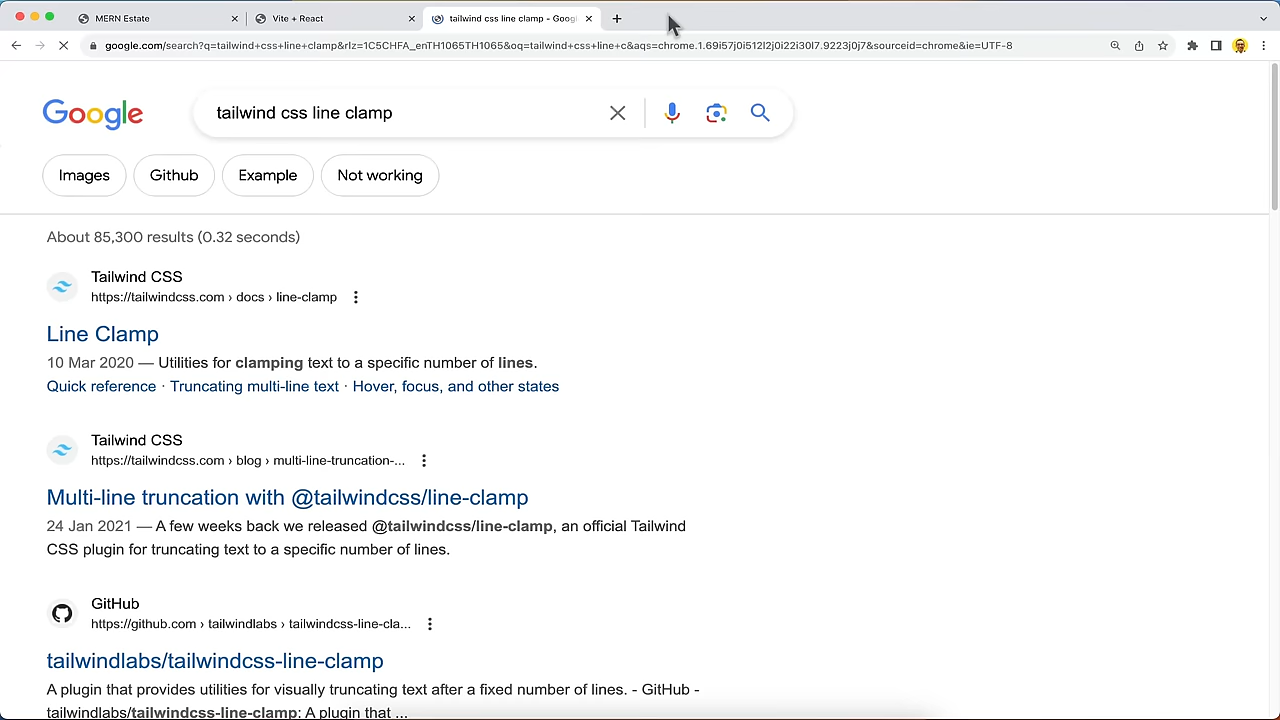 MERN Estate
Vite + React
tailwind css line clamp - Goog
google.com/search?q=tailwind+css+line+clamp&rlz=1C5CHFA_enTH1065TH1065&oq=tailwind+css+line+c&aqs=chrome.1.69i57j0i512l2j0i22i30l7.9223j0j7&sourceid=chrome&ie=UTF-8
Google
tailwind css line clamp
Images
Github
Example
Not working
About 85,300 results (0.32 seconds)
Tailwind CSS
https://tailwindcss.com › docs › line-clamp
Line Clamp
10 Mar 2020 — Utilities for clamping text to a specific number of lines.
Quick reference · Truncating multi-line text · Hover, focus, and other states
Tailwind CSS
https://tailwindcss.com › blog › multi-line-truncation-...
Multi-line truncation with @tailwindcss/line-clamp
24 Jan 2021 — A few weeks back we released @tailwindcss/line-clamp, an official Tailwind
CSS plugin for truncating text to a specific number of lines.
GitHub
https://github.com › tailwindlabs › tailwindcss-line-cla...
tailwindlabs/tailwindcss-line-clamp
A plugin that provides utilities for visually truncating text after a fixed number of lines. - GitHub -
tailwindlabs/tailwindcss-line-clamp: A plugin that ...